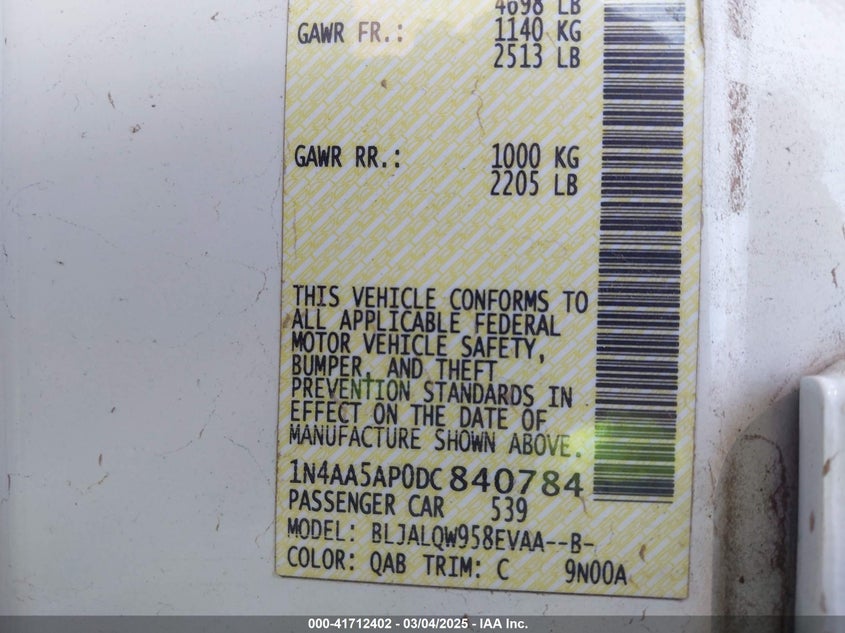 4698 LB
GAWR FR.: 1140 KG
2513 LB
GAWR RR.: 1000 KG
2205 LB
THIS VEHICLE CONFORMS TO
ALL APPLICABLE FEDERAL
MOTOR VEHICLE SAFETY,
BUMPER, AND THEFT
PREVENTION STANDARDS IN
EFFECT ON THE DATE OF
MANUFACTURE SHOWN ABOVE.
1N4AA5AP0DC840784
PASSENGER CAR 539
MODEL: BLJALQW958EVAA--B-
COLOR: QAB TRIM: C 9N00A
000-41712402 - 03/04/2025 - IAA Inc.